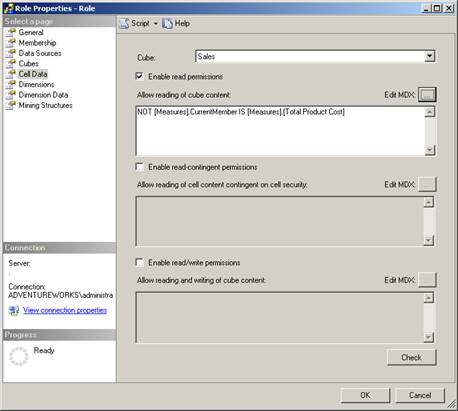 Role Properties - Role
Select a page
General
Membership
Data Sources
Cubes
Cell Data
Dimensions
Dimension Data
Mining Structures
Script
Help
Cube:
Sales
Enable read permissions
Allow reading of cube content:
Edit MDX:
...
NOT [Measures].CurrentMember IS [Measures].[Total Product Cost]
Enable read-contingent permissions
Allow reading of cell content contingent on cell security:
Edit MDX:
...
Enable read/write permissions
Allow reading and writing of cube content:
Edit MDX:
...
Check
Connection
Server:
.
Connection:
ADVENTUREWORKS\administra
View connection properties
Progress
Ready
OK
Cancel